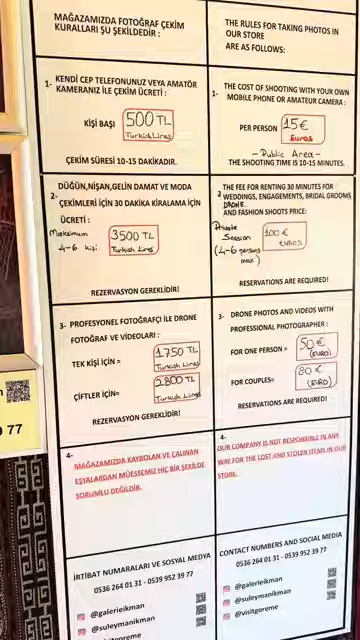 MAĞAZAMIZDA FOTOĞRAF ÇEKİM
KURALLARI ŞU ŞEKİLDEDİR :
THE RULES FOR TAKING PHOTOS IN
OUR STORE
ARE AS FOLLOWS:
1- KENDİ CEP TELEFONUNUZ VEYA AMATÖR
KAMERANIZ İLE ÇEKİM ÜCRETİ :
KİŞİ BAŞI 500 TL
Turkish Liras
ÇEKİM SÜRESİ 10-15 DAKİKADIR.
1- THE COST OF SHOOTING WITH YOUR OWN
MOBILE PHONE OR AMATEUR CAMERA :
PER PERSON 15 €
Euros
- Public Area -
THE SHOOTING TIME IS 10-15 MINUTES.
DÜĞÜN,NİŞAN,GELİN DAMAT VE MODA
2- ÇEKİMLERİ İÇİN 30 DAKİKA KİRALAMA İÇİN
ÜCRETİ :
Maksimum
4-6 kişi
3500 TL
Turkish Liras
REZERVASYON GEREKLİDİR!
2 THE FEE FOR RENTING 30 MINUTES FOR
WEDDINGS, ENGAGEMENTS, BRIDAL GROOMS,
DRONE
AND FASHION SHOOTS PRICE:
Private
Session
(4-6 persons
max)
100 €
EUROS
RESERVATIONS ARE REQUIRED!
3- PROFESYONEL FOTOĞRAFÇI İLE DRONE
FOTOĞRAF VE VİDEOLARI :
TEK KİŞİ İÇİN= 1.750 TL
Turkish Liras
ÇİFTLER İÇİN= 2.800 TL
Turkish Liras
REZERVASYON GEREKLİDİR!
3- DRONE PHOTOS AND VIDEOS WITH
PROFESSIONAL PHOTOGRAPHER :
FOR ONE PERSON = 50 €
(EURO)
FOR COUPLES= 80 €
(EURO)
RESERVATIONS ARE REQUIRED!
4-
MAĞAZAMIZDA KAYBOLAN VE ÇALINAN
EŞYALARDAN MÜESSEMİZ HİÇ BİR ŞEKİLDE
SORUMLU DEĞİLDİR.
4-
OUR COMPANY IS NOT RESPONSIBLE IN ANY
WAY FOR THE LOST AND STOLEN ITEMS IN OUR
STORE.
İRTİBAT NUMARALARI VE SOSYAL MEDYA
0536 264 01 31 - 0539 952 39 77
@galerieikman
@suleymanikman
@visitgoreme
CONTACT NUMBERS AND SOCIAL MEDIA
0536 264 01 31 - 0539 952 39 77
@galerieikman
@suleymanikman
@visitgoreme
9 77